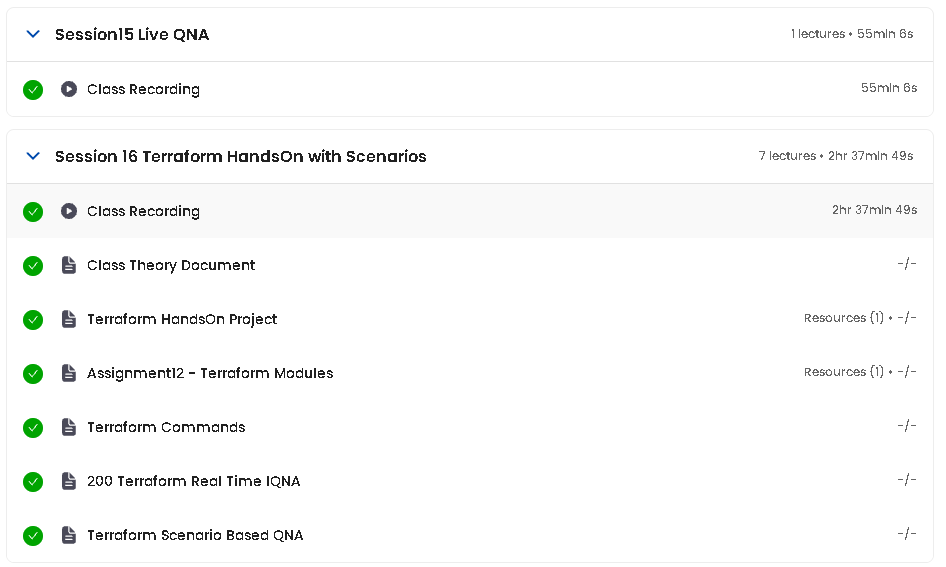 Session15 Live QNA
1 lectures • 55min 6s
Class Recording
55min 6s
Session 16 Terraform HandsOn with Scenarios
7 lectures • 2hr 37min 49s
Class Recording
2hr 37min 49s
Class Theory Document
-/-
Terraform HandsOn Project
Resources (1) • -/-
Assignment12 - Terraform Modules
Resources (1) • -/-
Terraform Commands
-/-
200 Terraform Real Time IQNA
-/-
Terraform Scenario Based QNA
-/-